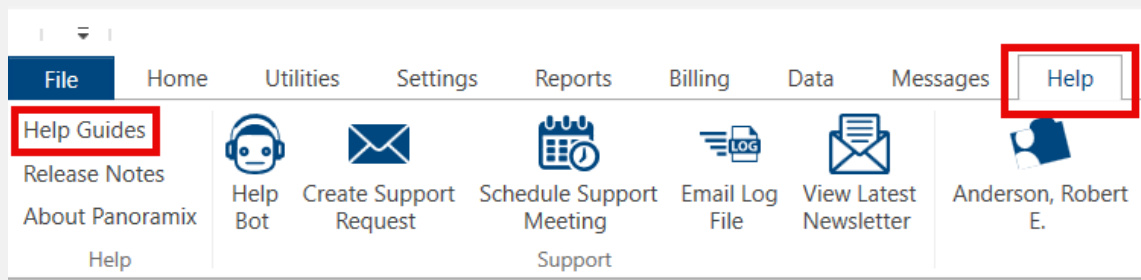 File Home Utilities Settings Reports Billing Data Messages Help
Help Guides
Release Notes
About Panoramix
Help
Help
Bot
Create Support
Request
Schedule Support
Meeting
LOG
Email Log
File
View Latest
Newsletter
Support
Anderson, Robert
E.